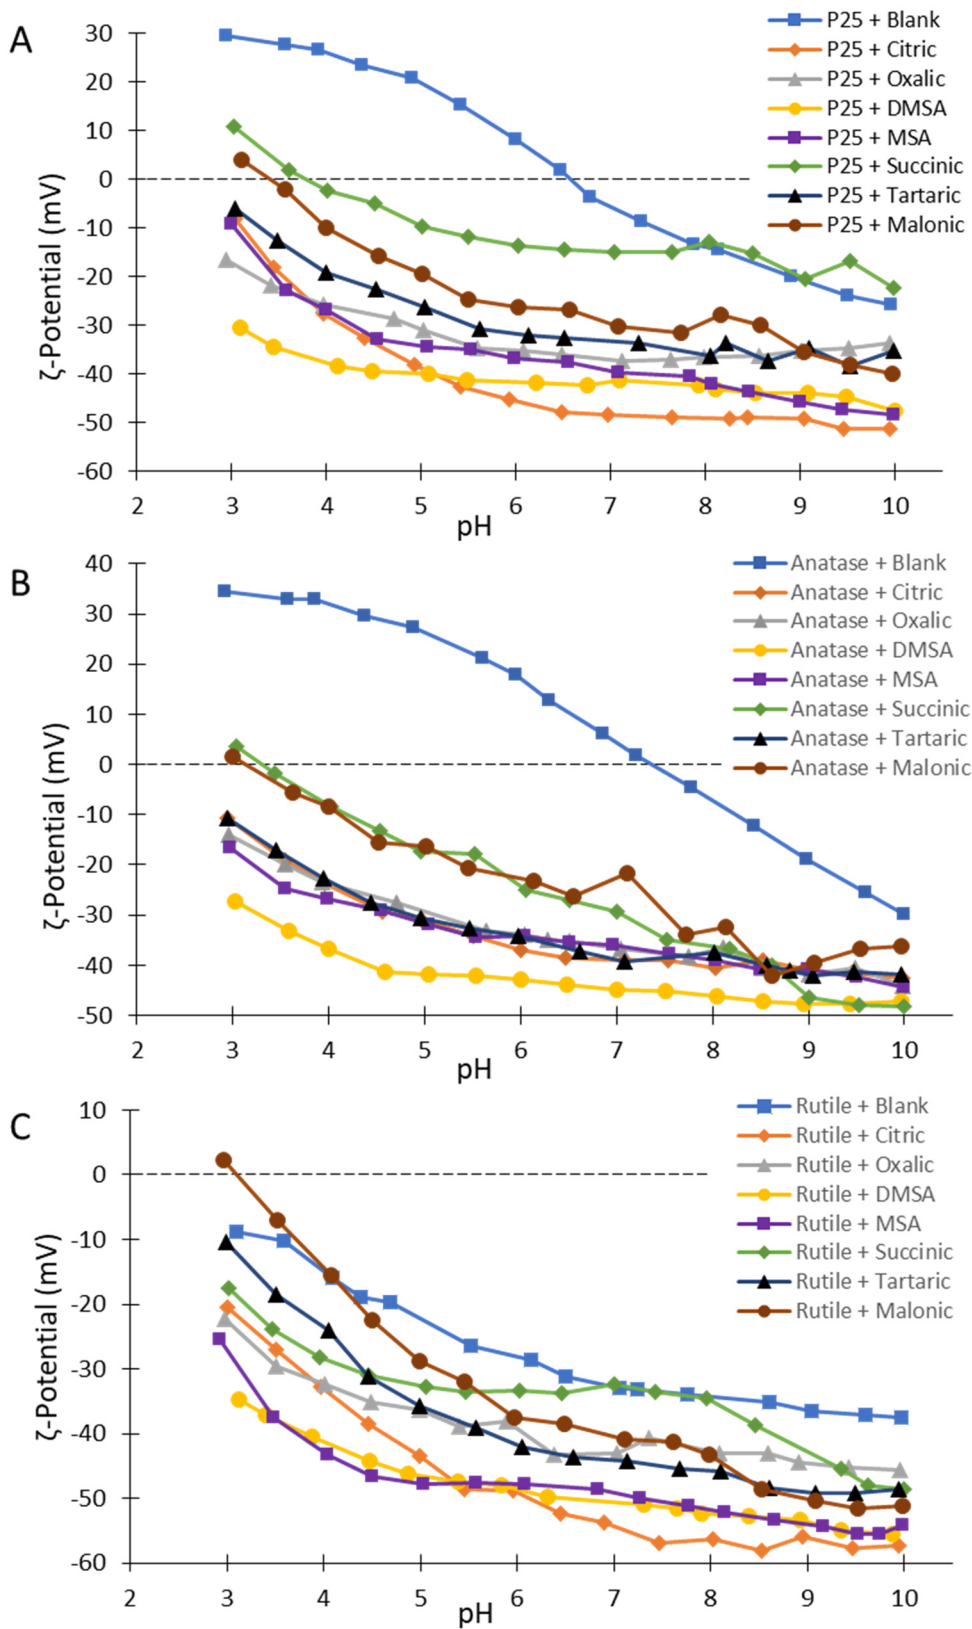 A
P25 + Blank
P25 + Citric
P25 + Oxalic
P25 + DMSA
P25 + MSA
P25 + Succinic
P25 + Tartaric
P25 + Malonic
30
20
10
0
-10
-20
-30
-40
-50
-60
ζ-Potential (mV)
2 3 4 5 6 7 8 9 10
pH
B
Anatase + Blank
Anatase + Citric
Anatase + Oxalic
Anatase + DMSA
Anatase + MSA
Anatase + Succinic
Anatase + Tartaric
Anatase + Malonic
40
30
20
10
0
-10
-20
-30
-40
-50
ζ-Potential (mV)
2 3 4 5 6 7 8 9 10
pH
C
Rutile + Blank
Rutile + Citric
Rutile + Oxalic
Rutile + DMSA
Rutile + MSA
Rutile + Succinic
Rutile + Tartaric
Rutile + Malonic
10
0
-10
-20
-30
-40
-50
-60
ζ-Potential (mV)
2 3 4 5 6 7 8 9 10
pH